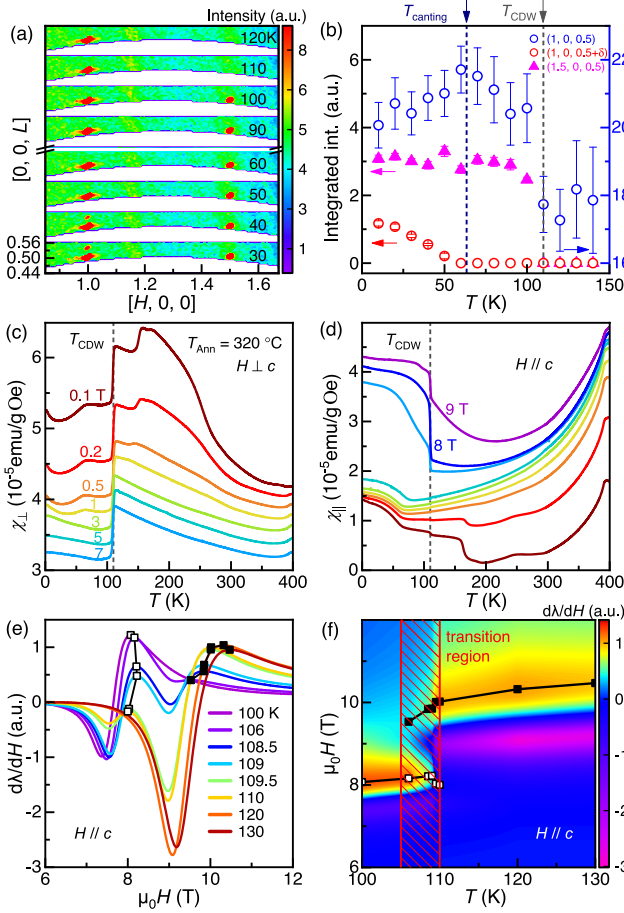 Intensity (a.u.)
(a)
120K
110
100
90
60
50
40
30
8
7
6
5
4
3
2
1
[0, 0, L]
0.56
0.50
0.44
1.0
1.2
1.4
1.6
[H, 0, 0]
T_canting
T_CDW
(b)
(1, 0, 0.5)
(1, 0, 0.5+δ)
(1.5, 0, 0.5)
Integrated int. (a.u.)
6
4
2
0
22
21
20
19
18
17
16
0
50
100
150
T (K)
(c)
T_CDW
T_Ann = 320 °C
H ⊥ c
0.1 T
0.2
0.5
1
3
5
7
χ⊥ (10⁻⁵emu/g Oe)
6
5
4
3
0
100
200
300
400
T (K)
(d)
T_CDW
H // c
9 T
8 T
χ|| (10⁻⁵emu/g Oe)
5
4
3
2
1
0
0
100
200
300
400
T (K)
(e)
dλ/dH (a.u.)
1
0
-1
-2
-3
100 K
106
108.5
109
109.5
110
120
130
H // c
6
8
10
12
μ₀H (T)
(f)
dλ/dH (a.u.)
transition
region
H // c
μ₀H (T)
12
10
8
6
100
110
120
130
T (K)
1
0
-1
-2
-3